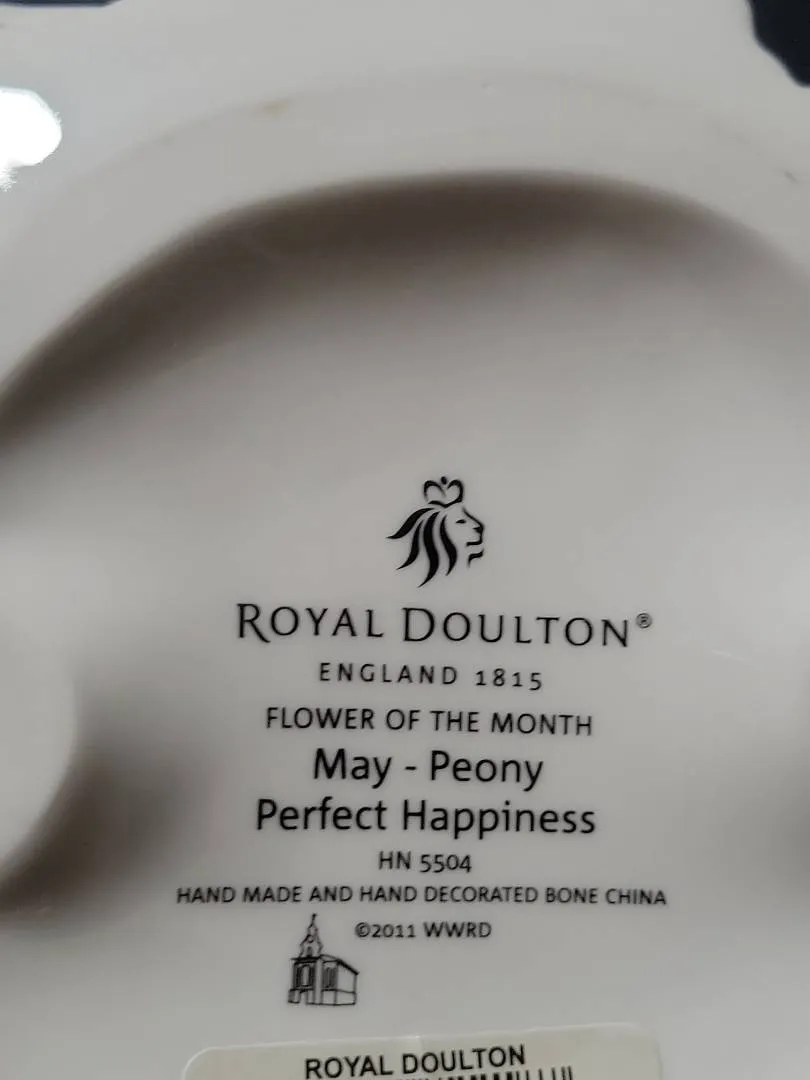 ROYAL DOULTON®
ENGLAND 1815
FLOWER OF THE MONTH
May - Peony
Perfect Happiness
HN 5504
HAND MADE AND HAND DECORATED BONE CHINA
©2011 WWRD
ROYAL DOULTON